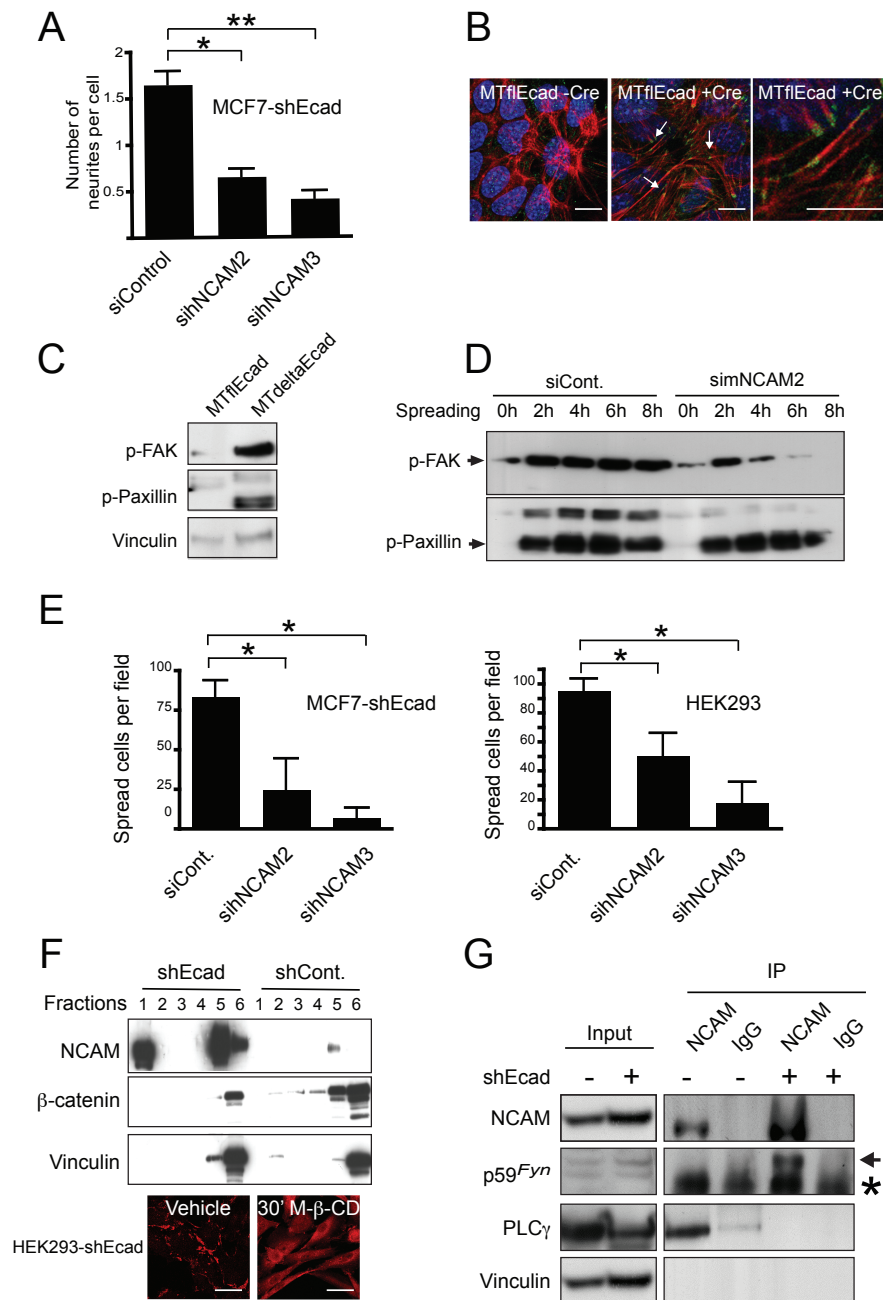 A
** 
*
2
1.5
1
0.5
Number of
neurites per cell
MCF7-shEcad
siControl
sihNCAM2
sihNCAM3
B
MTflEcad -Cre
MTflEcad +Cre
MTflEcad +Cre
C
MTflEcad
MTdeltaEcad
p-FAK
p-Paxillin
Vinculin
D
siCont. simNCAM2
Spreading 0h 2h 4h 6h 8h 0h 2h 4h 6h 8h
p-FAK
p-Paxillin
E
*
*
100
75
50
25
0
Spread cells per field
MCF7-shEcad
siCont.
sihNCAM2
sihNCAM3
*
*
100
80
60
40
20
0
Spread cells per field
HEK293
siCont.
sihNCAM2
sihNCAM3
F
shEcad shCont.
Fractions 1 2 3 4 5 6 1 2 3 4 5 6
NCAM
β-catenin
Vinculin
Vehicle
30' M-β-CD
HEK293-shEcad
G
IP
Input
NCAM
IgG
NCAM
IgG
shEcad - + - - + +
NCAM
p59Fyn
*
PLCγ
Vinculin